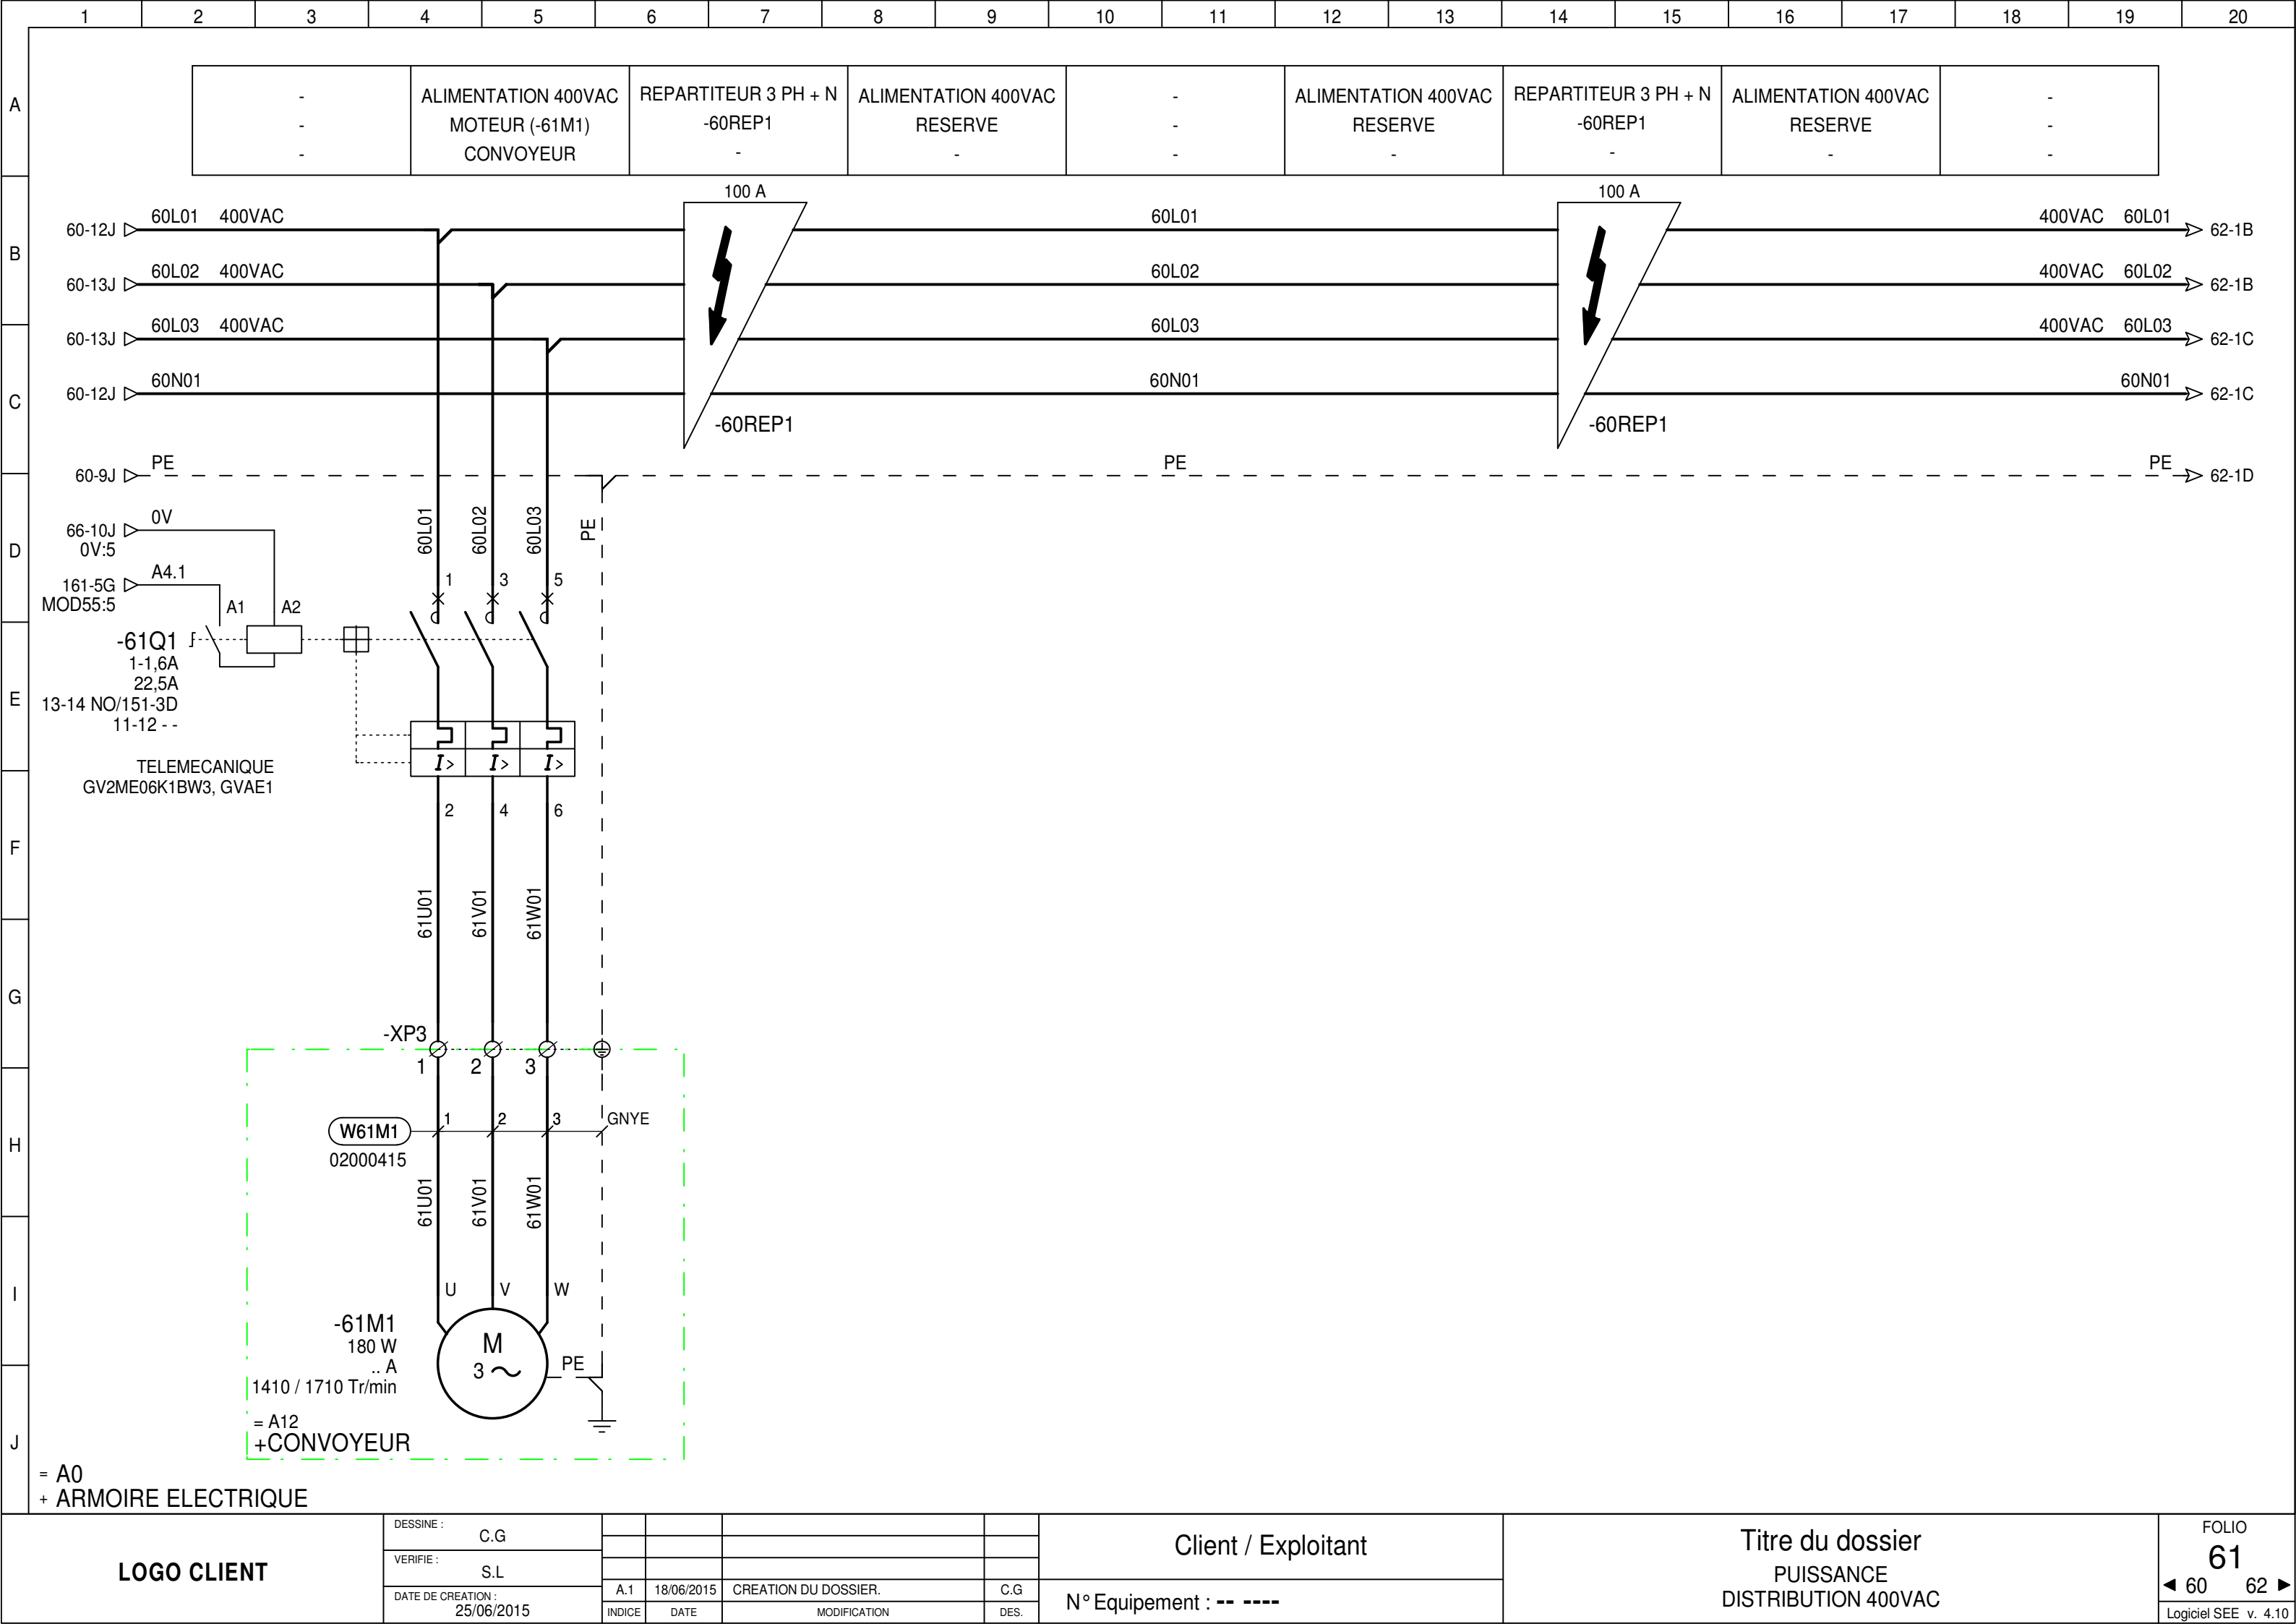 1 2 3 4 5 6 7 8 9 10 11 12 13 14 15 16 17 18 19 20
A
B
C
D
E
F
G
H
I
J
-
-
-
ALIMENTATION 400VAC
MOTEUR (-61M1)
CONVOYEUR
REPARTITEUR 3 PH + N
-60REP1
-
ALIMENTATION 400VAC
RESERVE
-
-
-
-
ALIMENTATION 400VAC
RESERVE
-
REPARTITEUR 3 PH + N
-60REP1
-
ALIMENTATION 400VAC
RESERVE
-
-
-
-
100 A
100 A
60-12J 60L01 400VAC 60L01 400VAC 60L01 62-1B
60-13J 60L02 400VAC 60L02 400VAC 60L02 62-1B
60-13J 60L03 400VAC 60L03 400VAC 60L03 62-1C
60-12J 60N01 60N01 60N01 62-1C
-60REP1
-60REP1
60-9J PE PE PE 62-1D
66-10J 0V
0V:5
161-5G A4.1
MOD55:5
A1 A2
60L01 60L02 60L03 PE
1 3 5
-61Q1
1-1,6A
22,5A
13-14 NO/151-3D
11-12 - -
TELEMECANIQUE
GV2ME06K1BW3, GVAE1
I> I> I>
2 4 6
61U01 61V01 61W01
-XP3
1 2 3
W61M1 1 2 3 GNYE
02000415
61U01 61V01 61W01
U V W
-61M1
180 W
.. A
1410 / 1710 Tr/min
M
3
PE
= A12
+CONVOYEUR
= A0
+ ARMOIRE ELECTRIQUE
LOGO CLIENT
DESSINE :
C.G
VERIFIE :
S.L
DATE DE CREATION :
25/06/2015
A.1 18/06/2015 CREATION DU DOSSIER. C.G
INDICE DATE MODIFICATION DES.
Client / Exploitant
N° Equipement : -- ----
Titre du dossier
PUISSANCE
DISTRIBUTION 400VAC
FOLIO
61
60 62
Logiciel SEE v. 4.10